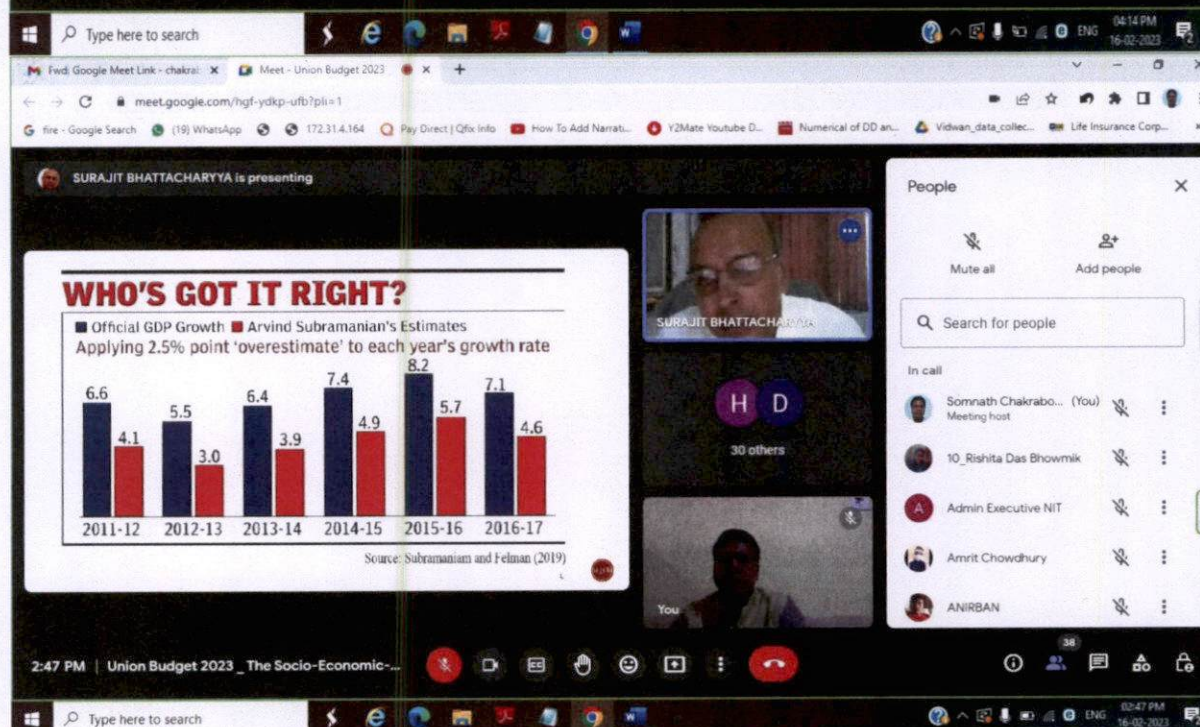 Type here to search
ENG
04:14 PM
16-02-2023
2
Fwd: Google Meet Link - chakrai
Meet - Union Budget 2023
meet.google.com/hgf-ydkp-ufb?pli=1
fire - Google Search
(19) WhatsApp
172.31.4.164
Pay Direct | Qfix Info
How To Add Narrati...
Y2Mate Youtube D...
Numerical of DD an...
Vidwan_data_collec...
Life Insurance Corp...
SURAJIT BHATTACHARYYA is presenting
WHO'S GOT IT RIGHT?
Official GDP Growth Arvind Subramanian's Estimates
Applying 2.5% point 'overestimate' to each year's growth rate
6.6 4.1 5.5 3.0 6.4 3.9 7.4 4.9 8.2 5.7 7.1 4.6
2011-12 2012-13 2013-14 2014-15 2015-16 2016-17
Source: Subramaniam and Felman (2019)
SURAJIT BHATTACHARYYA
H D
30 others
You
People
Mute all
Add people
Search for people
In call
Somnath Chakrabo... (You)
Meeting host
10_Rishita Das Bhowmik
A
Admin Executive NIT
Amrit Chowdhury
ANIRBAN
2:47 PM | Union Budget 2023 _ The Socio-Economic-...
38
Type here to search
ENG
02:47 PM
16-02-2023